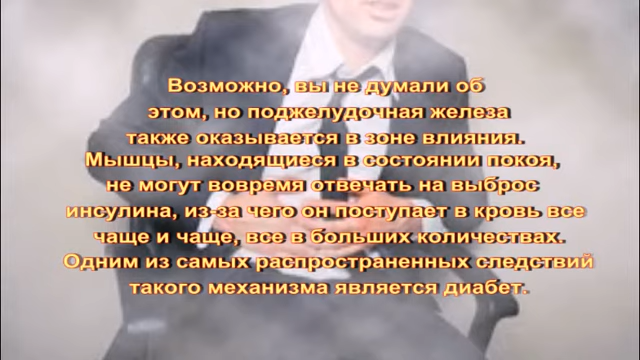 Возможно, вы не думали об
этом, но поджелудочная железа
также оказывается в зоне влияния.
Мышцы, находящиеся в состоянии покоя,
не могут вовремя отвечать на выброс
инсулина, из-за чего он поступает в кровь все
чаще и чаще, все в больших количествах.
Одним из самых распространенных следствий
такого механизма является диабет.